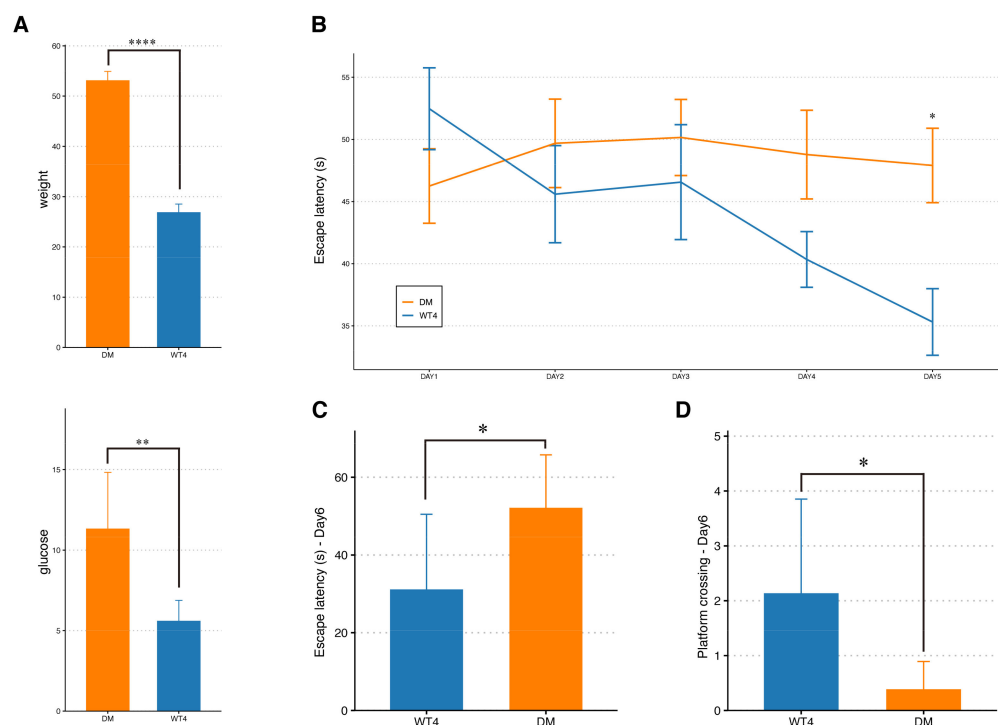 A
****
60
50
40
30
20
10
0
weight
DM
WT4
**
15
10
5
0
glucose
DM
WT4
B
55
50
45
40
35
Escape latency (s)
*
DM
WT4
DAY1
DAY2
DAY3
DAY4
DAY5
C
*
60
40
20
0
Escape latency (s) - Day6
WT4
DM
D
*
5
4
3
2
1
0
Platform crossing - Day6
WT4
DM